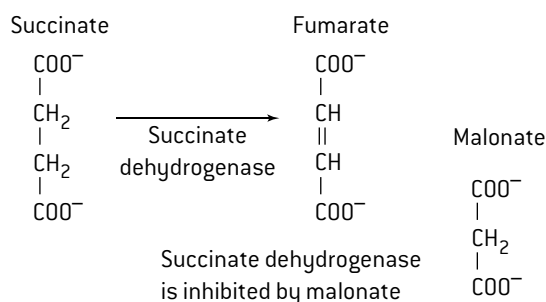 Succinate
COO⁻
CH₂
CH₂
COO⁻
Succinate
dehydrogenase
Fumarate
COO⁻
CH
CH
COO⁻
Malonate
COO⁻
CH₂
COO⁻
Succinate dehydrogenase
is inhibited by malonate